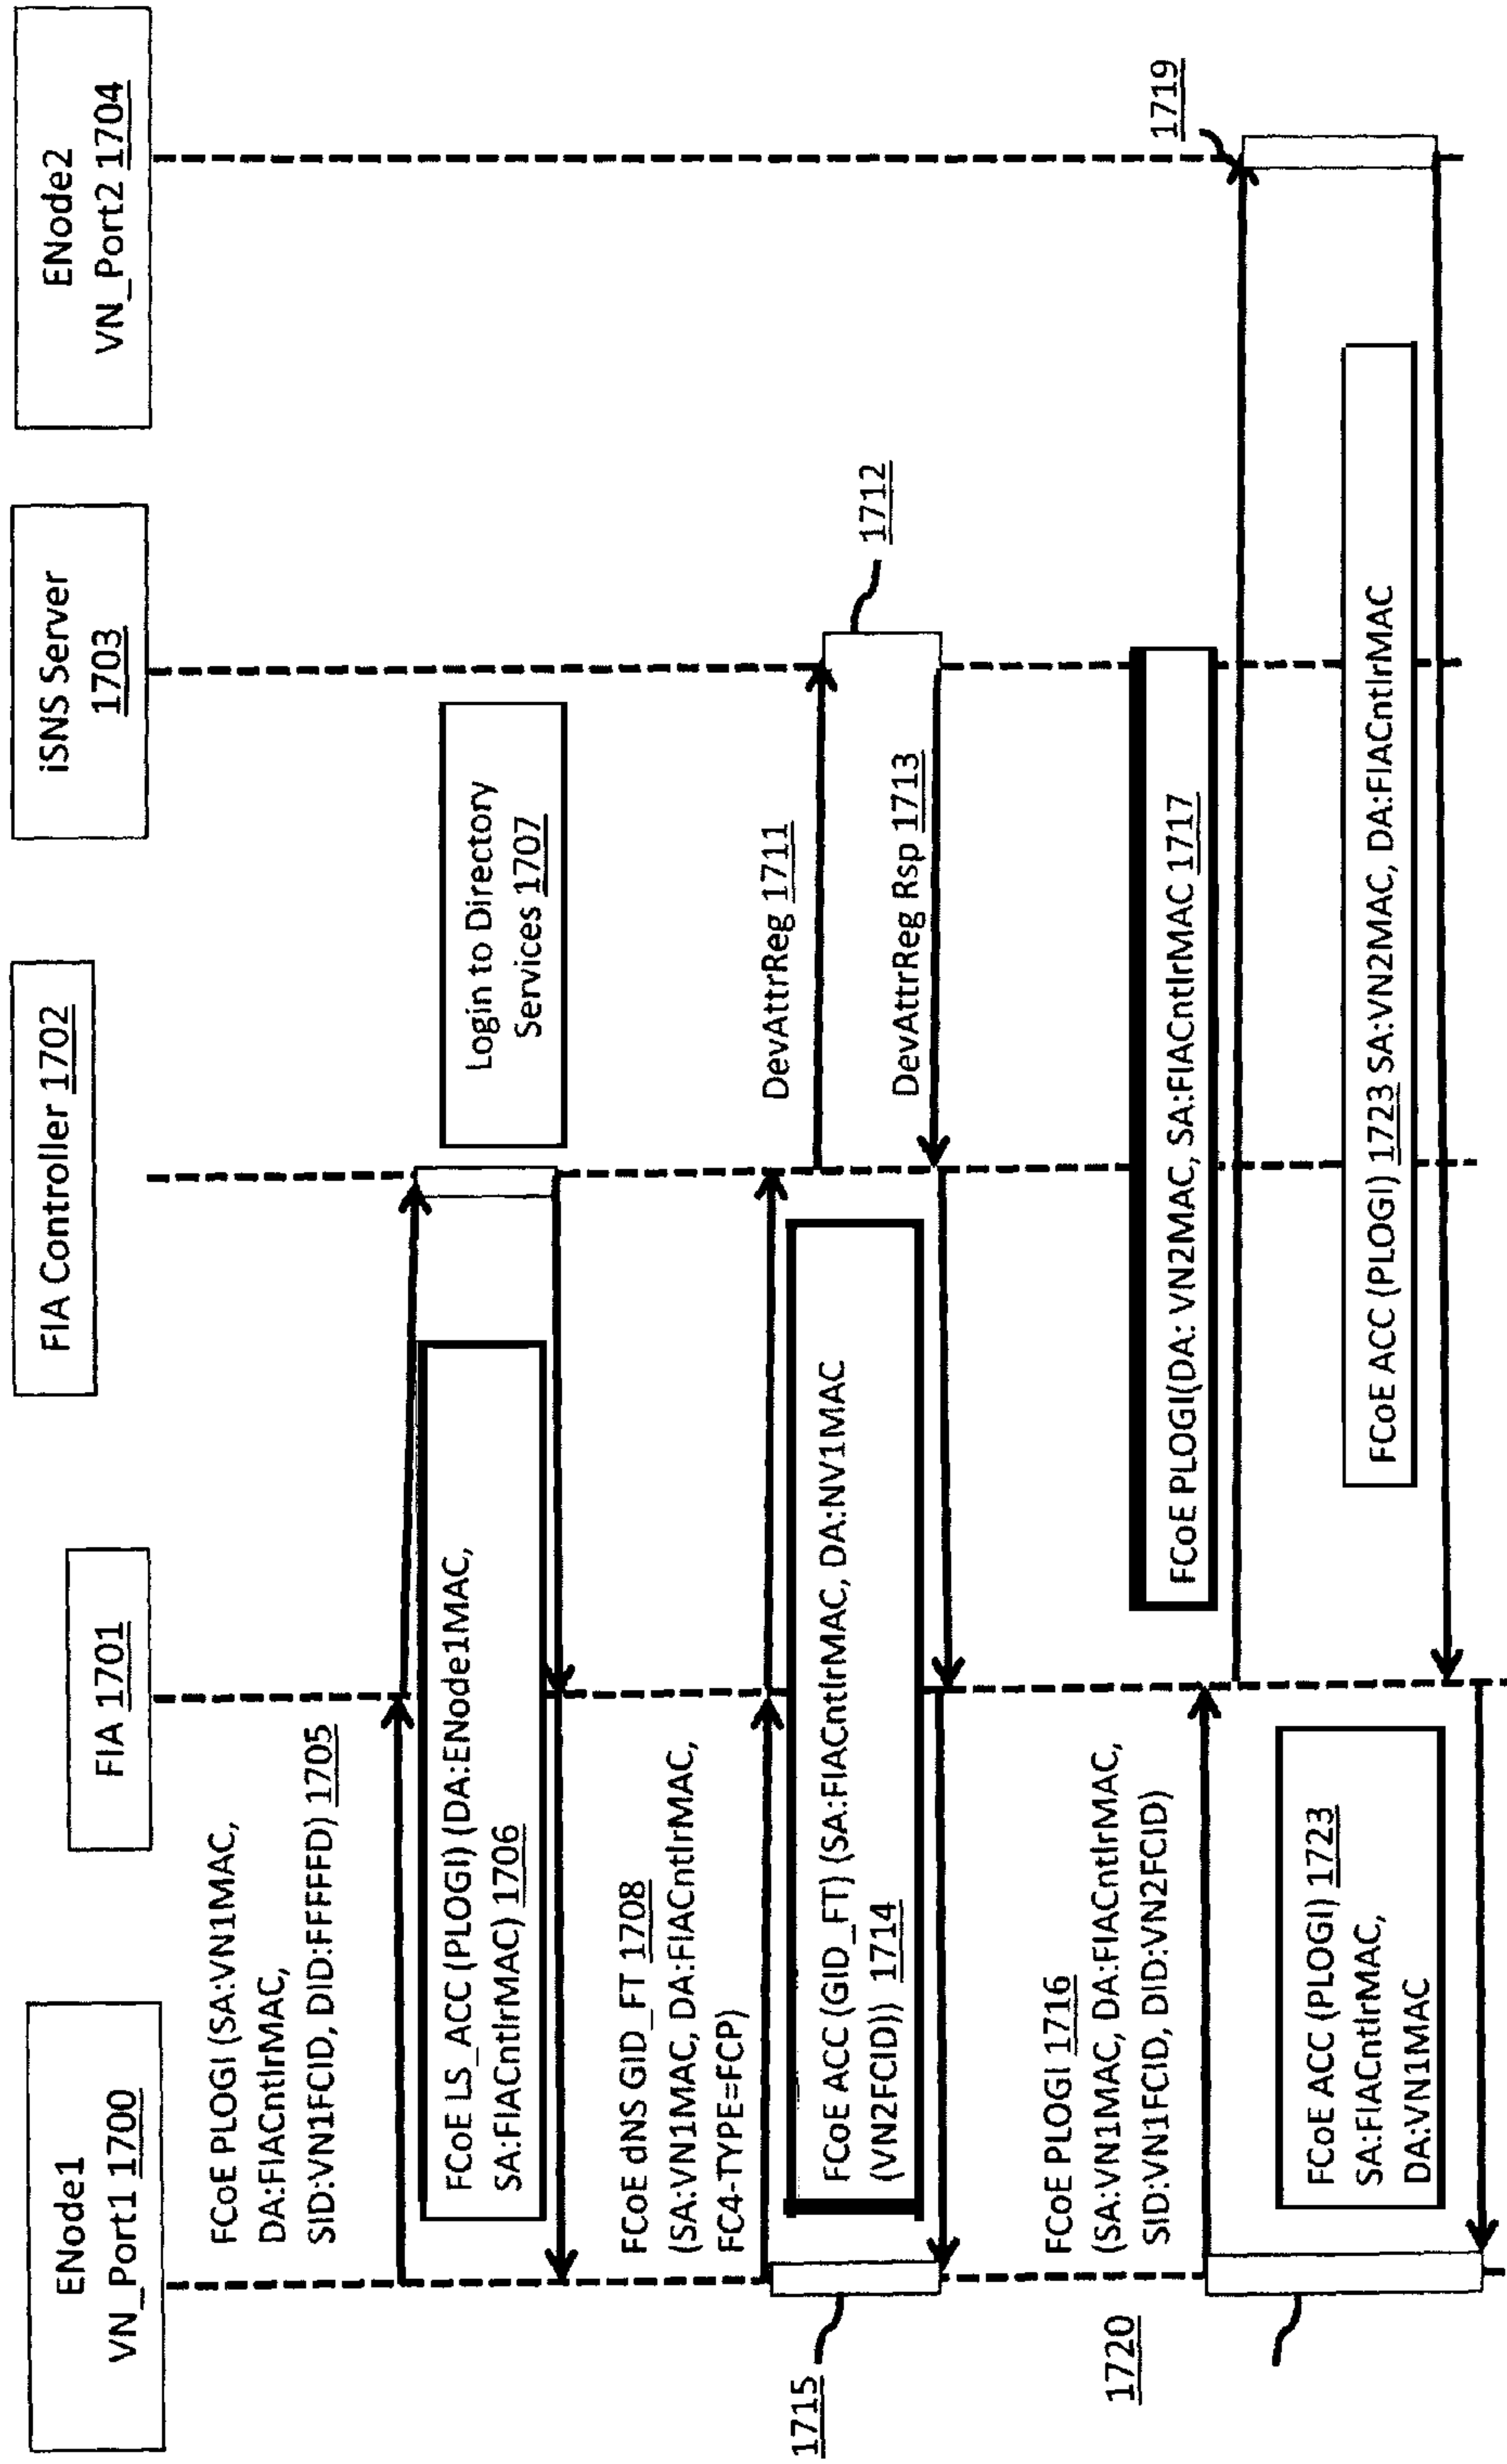 ENode1
VN_Port1 1700
FIA 1701
FIA Controller 1702
iSNS Server
1703
ENode2
VN_Port2 1704
FCoE PLOGI (SA:VN1MAC,
DA:FIACntlrMAC,
SID:VN1FCID, DID:FFFFFD) 1705
FCoE LS_ACC (PLOGI) (DA:ENode1MAC,
SA:FIACntlrMAC) 1706
Login to Directory
Services 1707
FCoE dNS GID_FT 1708
(SA:VN1MAC, DA:FIACntlrMAC,
FC4-TYPE=FCP)
DevAttrReg 1711
1712
FCoE ACC (GID_FT) (SA:FIACntlrMAC, DA:NV1MAC
(VN2FCID)) 1714
DevAttrReg Rsp 1713
1715
FCoE PLOGI 1716
(SA:VN1MAC, DA:FIACntlrMAC,
SID:VN1FCID, DID:VN2FCID)
FCoE PLOGI(DA: VN2MAC, SA:FIACntlrMAC 1717
1719
1720
FCoE ACC (PLOGI) 1723
SA:FIACntlrMAC,
DA:VN1MAC
FCoE ACC (PLOGI) 1723 SA:VN2MAC, DA:FIACntlrMAC